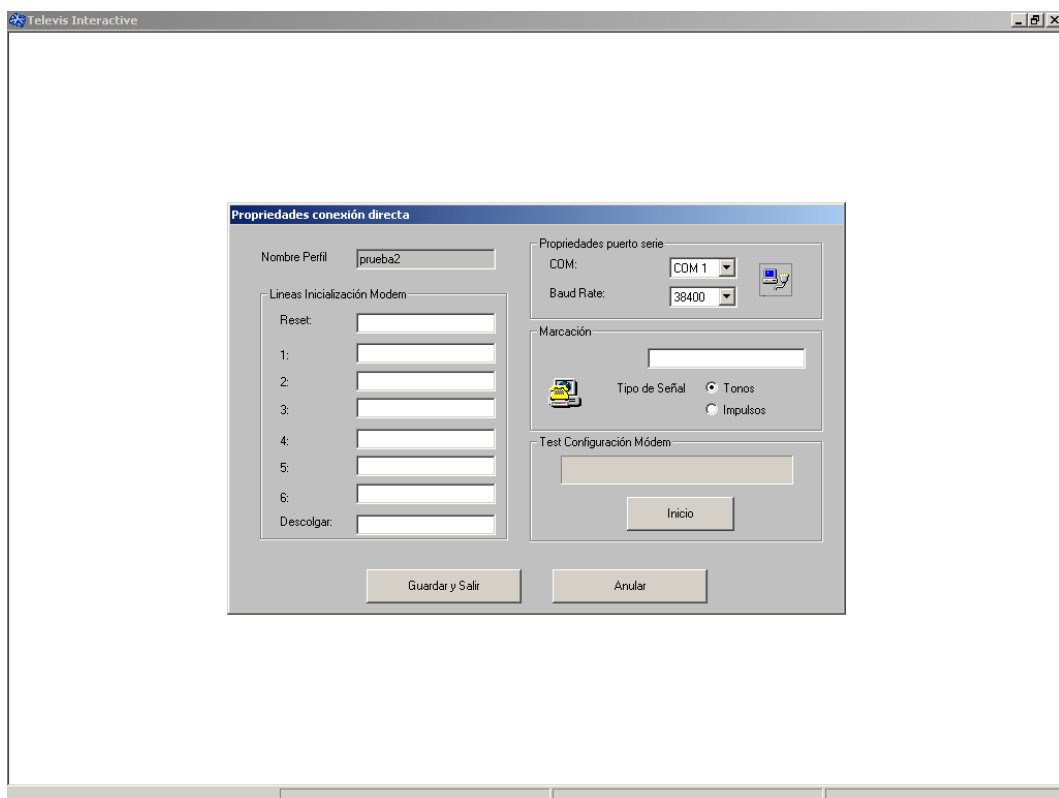 Televis Interactive
Propriedades conexión directa
Nombre Perfil
prueba2
Lineas Inicialización Modem
Reset:
1:
2:
3:
4:
5:
6:
Descolgar:
Propriedades puerto serie
COM:
COM 1
Baud Rate:
38400
Marcación
Tipo de Señal
Tonos
Impulsos
Test Configuración Módem
Inicio
Guardar y Salir
Anular